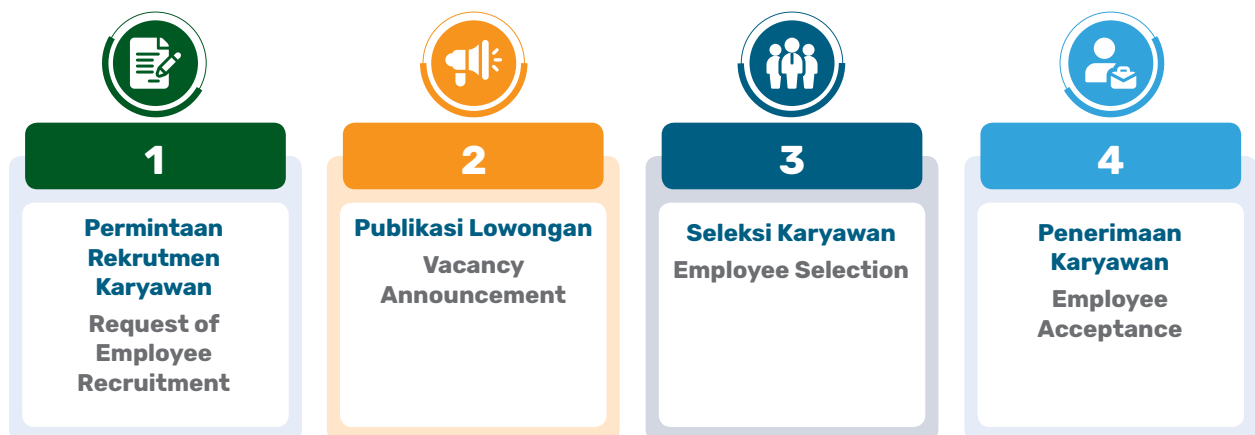 1
Permintaan
Rekrutmen
Karyawan
Request of
Employee
Recruitment
2
Publikasi Lowongan
Vacancy
Announcement
3
Seleksi Karyawan
Employee Selection
4
Penerimaan
Karyawan
Employee
Acceptance